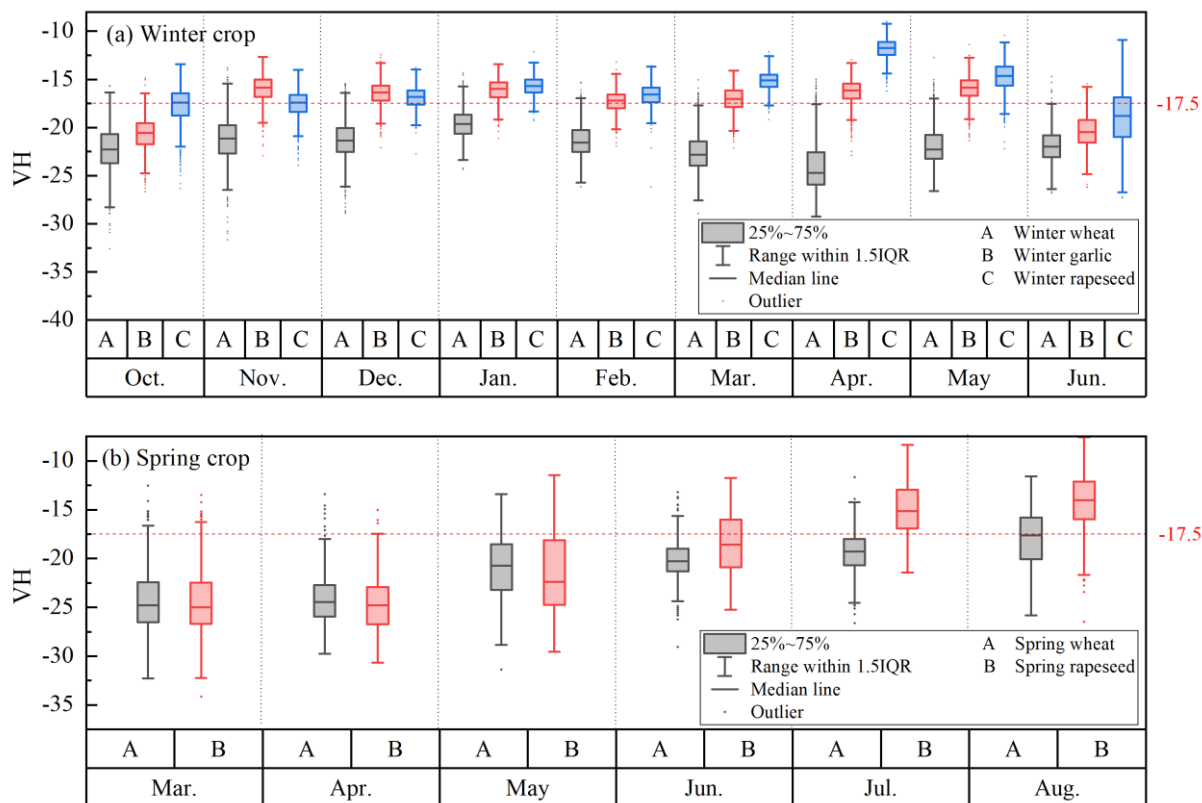 (a) Winter crop
VH
-10
-15
-20
-25
-30
-35
-40
-17.5
25%~75%
Range within 1.5IQR
Median line
Outlier
A Winter wheat
B Winter garlic
C Winter rapeseed
A B C A B C A B C A B C A B C A B C A B C A B C A B C
Oct. Nov. Dec. Jan. Feb. Mar. Apr. May Jun.
(b) Spring crop
VH
-10
-15
-20
-25
-30
-35
-17.5
25%~75%
Range within 1.5IQR
Median line
Outlier
A Spring wheat
B Spring rapeseed
A B A B A B A B A B A B
Mar. Apr. May Jun. Jul. Aug.